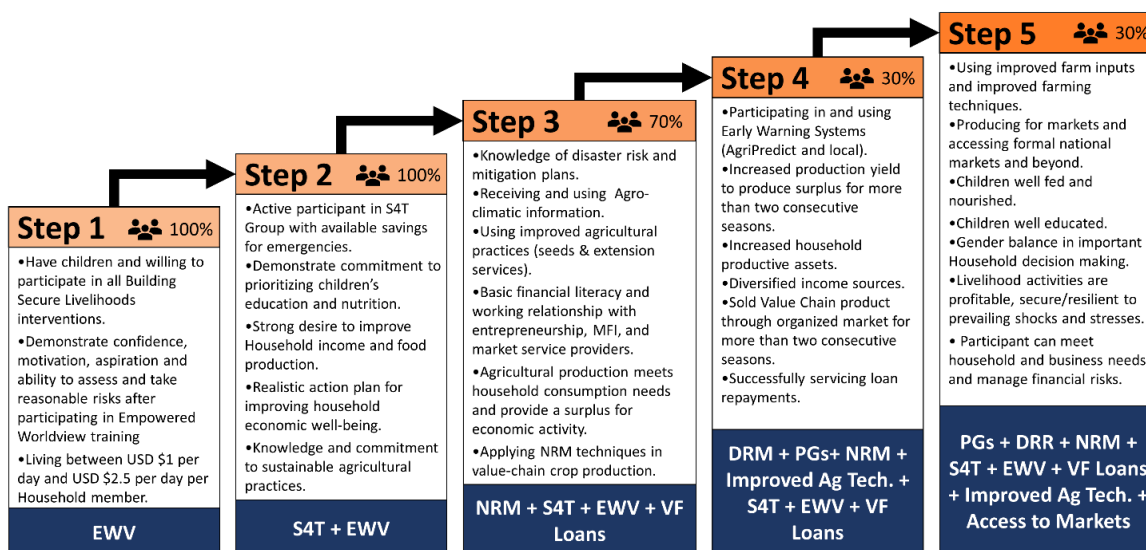 Step 1 100%
•Have children and willing to
participate in all Building
Secure Livelihoods
interventions.
•Demonstrate confidence,
motivation, aspiration and
ability to assess and take
reasonable risks after
participating in Empowered
Worldview training
•Living between USD $1 per
day and USD $2.5 per day per
Household member.
EWV
Step 2 100%
•Active participant in S4T
Group with available savings
for emergencies.
•Demonstrate commitment to
prioritizing children's
education and nutrition.
•Strong desire to improve
Household income and food
production.
•Realistic action plan for
improving household
economic well-being.
•Knowledge and commitment
to sustainable agricultural
practices.
S4T + EWV
Step 3 70%
•Knowledge of disaster risk and
mitigation plans.
•Receiving and using Agro-
climatic information.
•Using improved agricultural
practices (seeds & extension
services).
•Basic financial literacy and
working relationship with
entrepreneurship, MFI, and
market service providers.
•Agricultural production meets
household consumption needs
and provide a surplus for
economic activity.
•Applying NRM techniques in
value-chain crop production.
NRM + S4T + EWV + VF
Loans
Step 4 30%
•Participating in and using
Early Warning Systems
(AgriPredict and local).
•Increased production yield
to produce surplus for more
than two consecutive
seasons.
•Increased household
productive assets.
•Diversified income sources.
•Sold Value Chain product
through organized market for
more than two consecutive
seasons.
•Successfully servicing loan
repayments.
DRM + PGs+ NRM +
Improved Ag Tech. +
S4T + EWV + VF
Loans
Step 5 30%
•Using improved farm inputs
and improved farming
techniques.
•Producing for markets and
accessing formal national
markets and beyond.
•Children well fed and
nourished.
•Children well educated.
•Gender balance in important
Household decision making.
•Livelihood activities are
profitable, secure/resilient to
prevailing shocks and stresses.
• Participant can meet
household and business needs
and manage financial risks.
PGs + DRR + NRM +
S4T + EWV + VF Loans
+ Improved Ag Tech. +
Access to Markets